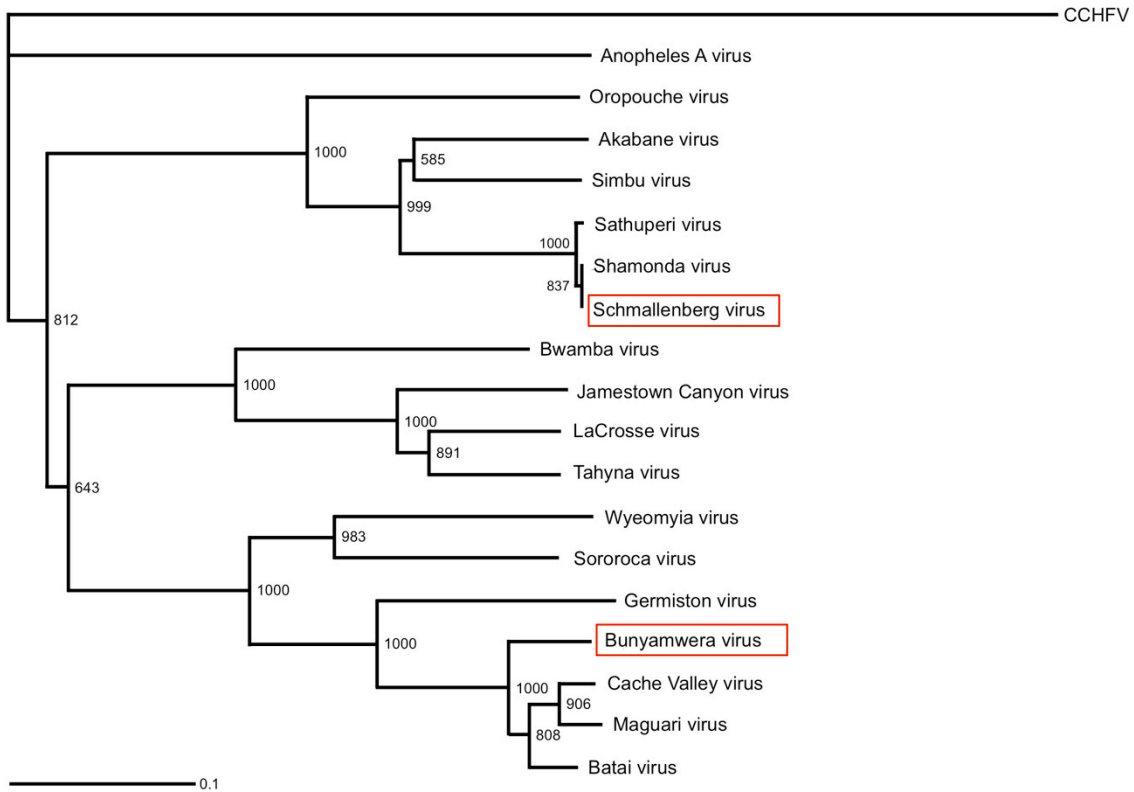 CCHFV
Anopheles A virus
Oropouche virus
Akabane virus
1000
585
Simbu virus
999
Sathuperi virus
1000
Shamonda virus
837
Schmallenberg virus
812
Bwamba virus
1000
Jamestown Canyon virus
1000
LaCrosse virus
891
Tahyna virus
643
Wyeomyia virus
983
Sororoca virus
1000
Germiston virus
1000
Bunyamwera virus
1000
Cache Valley virus
906
Maguari virus
808
Batai virus
0.1